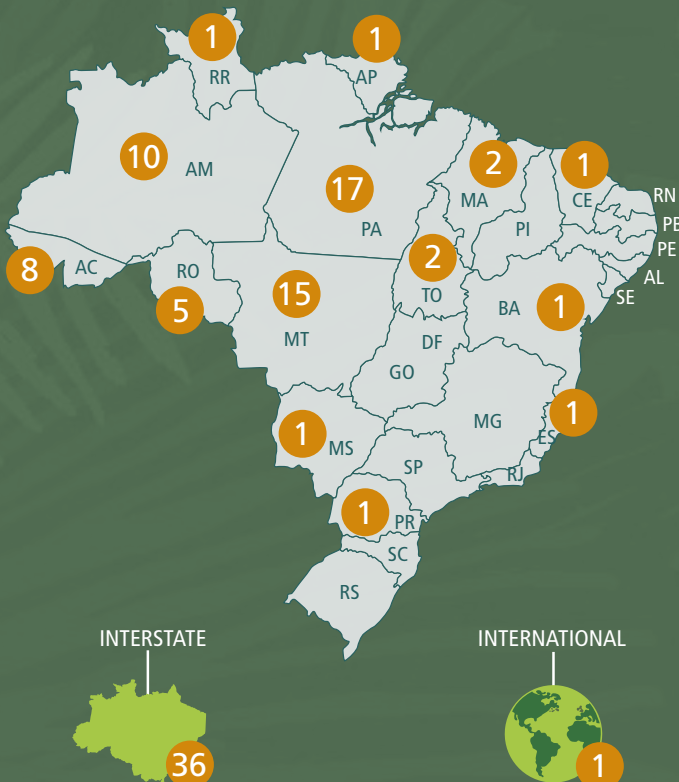 1
1
RR
AP
10
AM
17
PA
2
MA
1
CE
RN
PB
PI
PE
AL
SE
8
AC
RO
5
2
TO
15
MT
BA
1
DF
GO
MG
1
ES
1
MS
SP
RJ
1
PR
SC
RS
INTERSTATE
36
INTERNATIONAL
1